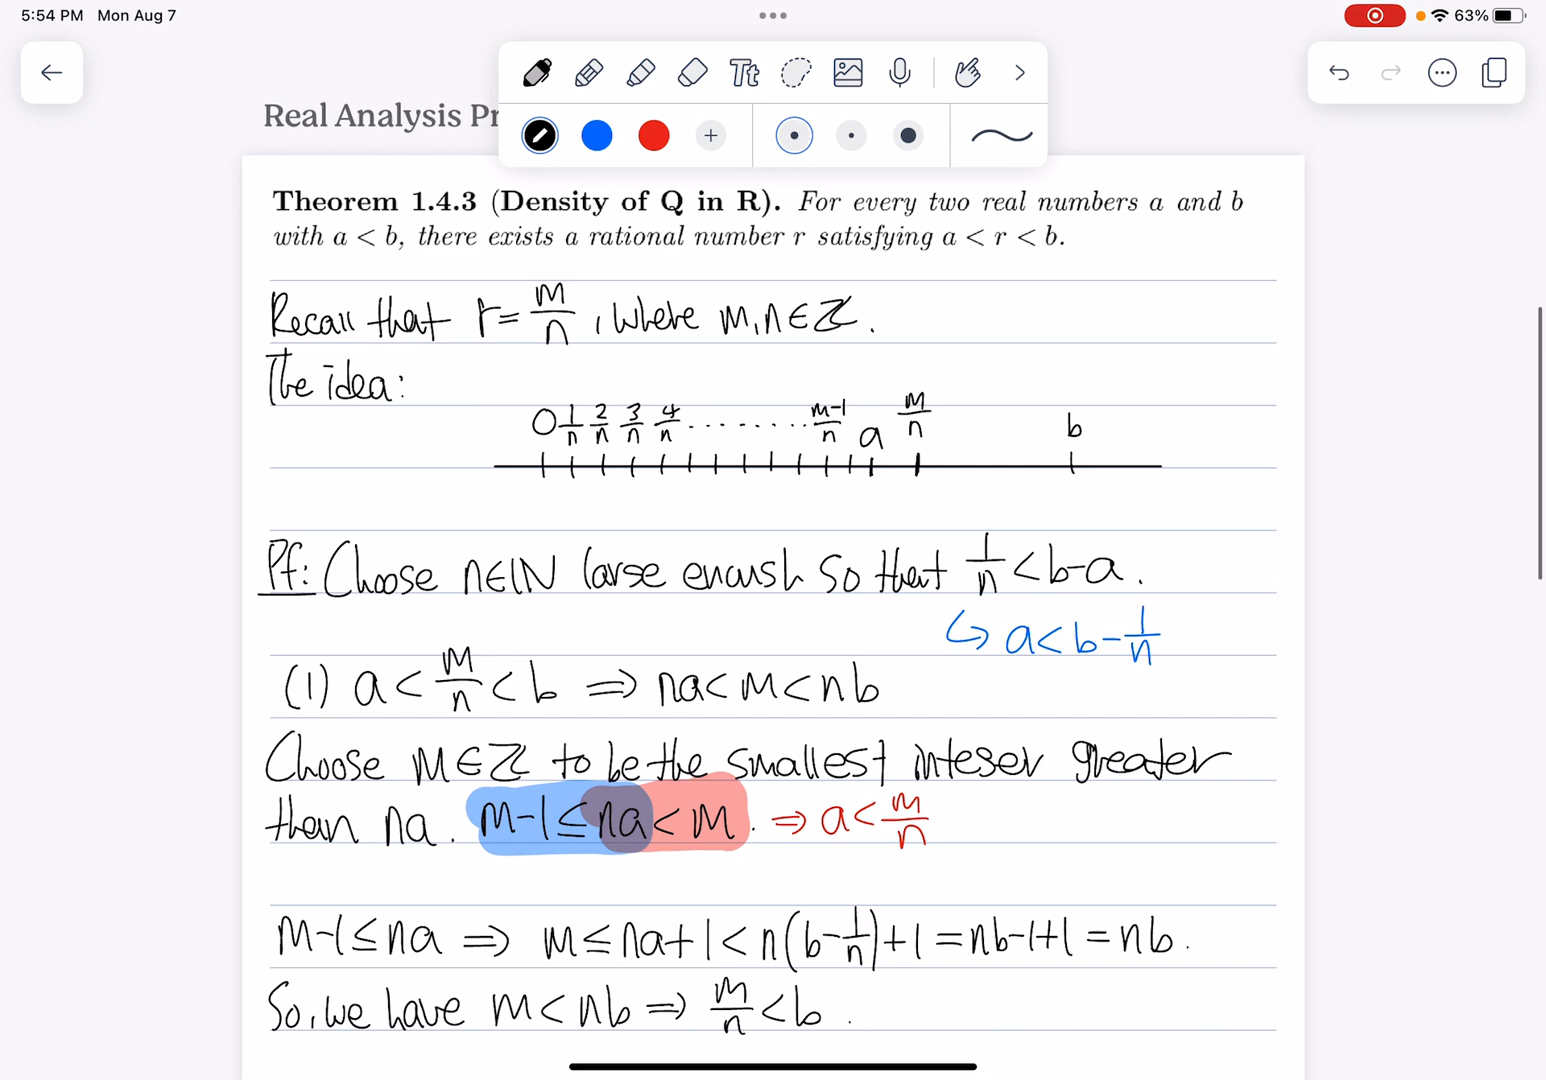 5:54 PM Mon Aug 7
63%
Tt
Real Analysis Pr
Theorem 1.4.3 (Density of Q in R). For every two real numbers a and b
with a < b, there exists a rational number r satisfying a < r < b.
Recall that r = m/n, where m, n ∈ ℤ.
The idea:
0 1/n 2/n 3/n 4/n ........ m-1/n a m/n b
Pf: Choose n∈ℕ large enough so that 1/n < b-a.
↪ a < b - 1/n
(1) a < m/n < b ⇒ na < m < nb
Choose m∈ℤ to be the smallest integer greater
than na. m-1 ≤ na < m. ⇒ a < m/n
m-1 ≤ na ⇒ m ≤ na+1 < n(b-1/n)+1 = nb-1+1 = nb.
So, we have m < nb ⇒ m/n < b.